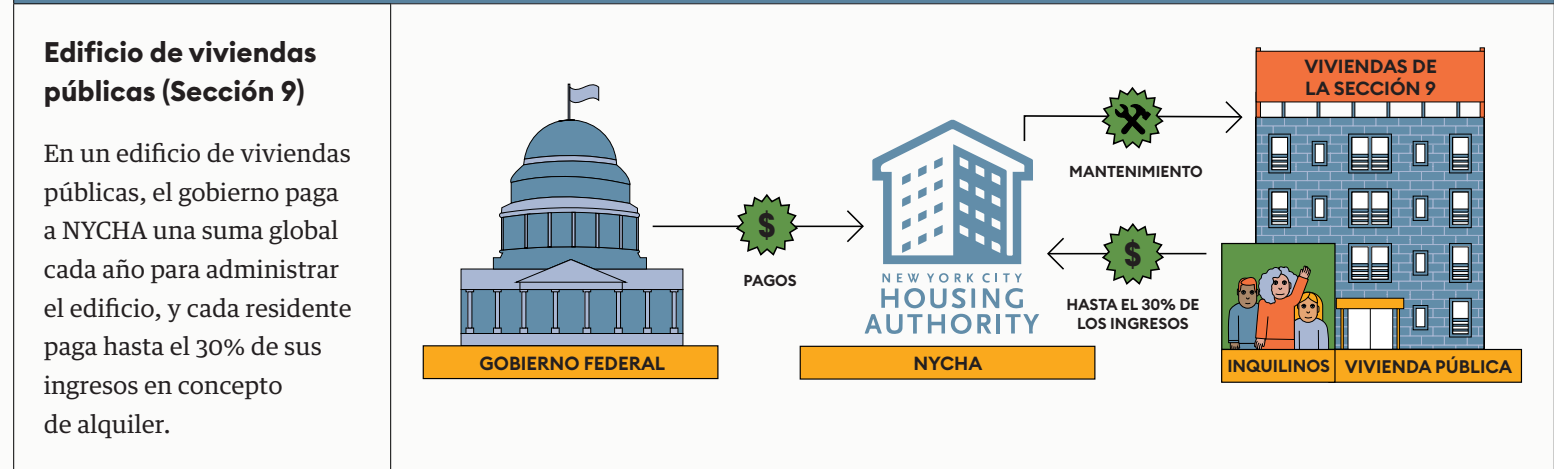 Edificio de viviendas
públicas (Sección 9)
En un edificio de viviendas
públicas, el gobierno paga
a NYCHA una suma global
cada año para administrar
el edificio, y cada residente
paga hasta el 30% de sus
ingresos en concepto
de alquiler.
GOBIERNO FEDERAL
$
PAGOS
NEW YORK CITY
HOUSING
AUTHORITY
NYCHA
MANTENIMIENTO
$
HASTA EL 30% DE
LOS INGRESOS
VIVIENDAS DE
LA SECCIÓN 9
INQUILINOS
VIVIENDA PÚBLICA